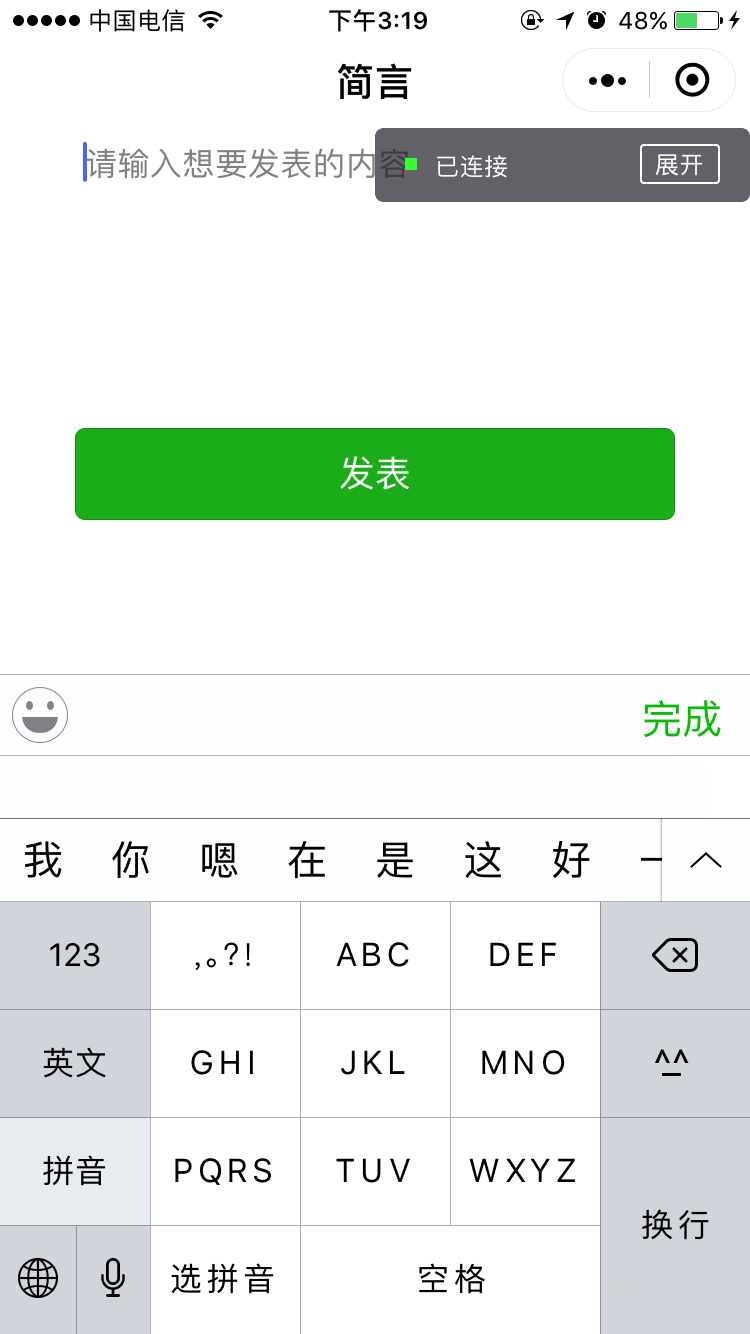 中国电信 下午3:19 48%
简言
请输入想要发表的内容
已连接 展开
发表
完成
我 你 嗯 在 是 这 好 一
123 ,。?! ABC DEF
英文 GHI JKL MNO ^^
拼音 PQRS TUV WXYZ
换行
选拼音 空格